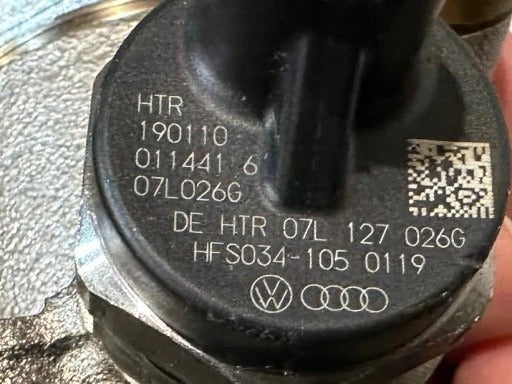 HTR
190110
011441 6
07L026G
DE HTR 07L 127 026G
HFS034-105 0119